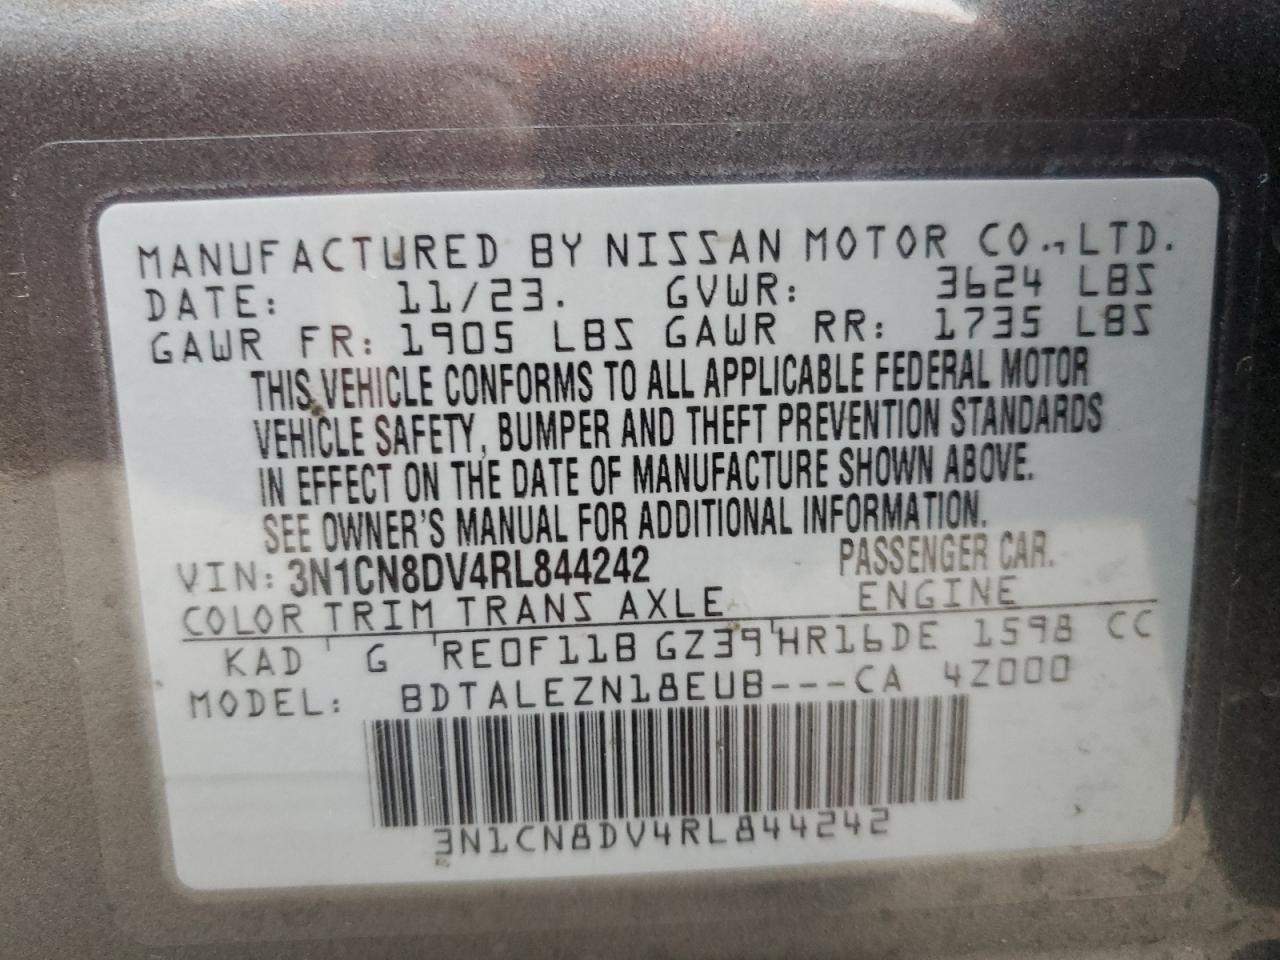 MANUFACTURED BY NISSAN MOTOR CO., LTD.
DATE: 11/23. GVWR: 3624 LBS
GAWR FR: 1905 LBS GAWR RR: 1735 LBS
THIS VEHICLE CONFORMS TO ALL APPLICABLE FEDERAL MOTOR
VEHICLE SAFETY, BUMPER AND THEFT PREVENTION STANDARDS
IN EFFECT ON THE DATE OF MANUFACTURE SHOWN ABOVE.
SEE OWNER'S MANUAL FOR ADDITIONAL INFORMATION.
VIN: 3N1CN8DV4RL844242 PASSENGER CAR.
COLOR TRIM TRANS AXLE ENGINE
KAD G RE0F11B GZ39 HR16DE 1598 CC
MODEL: BDTALEZN18EUB---CA 4Z000
3N1CN8DV4RL844242